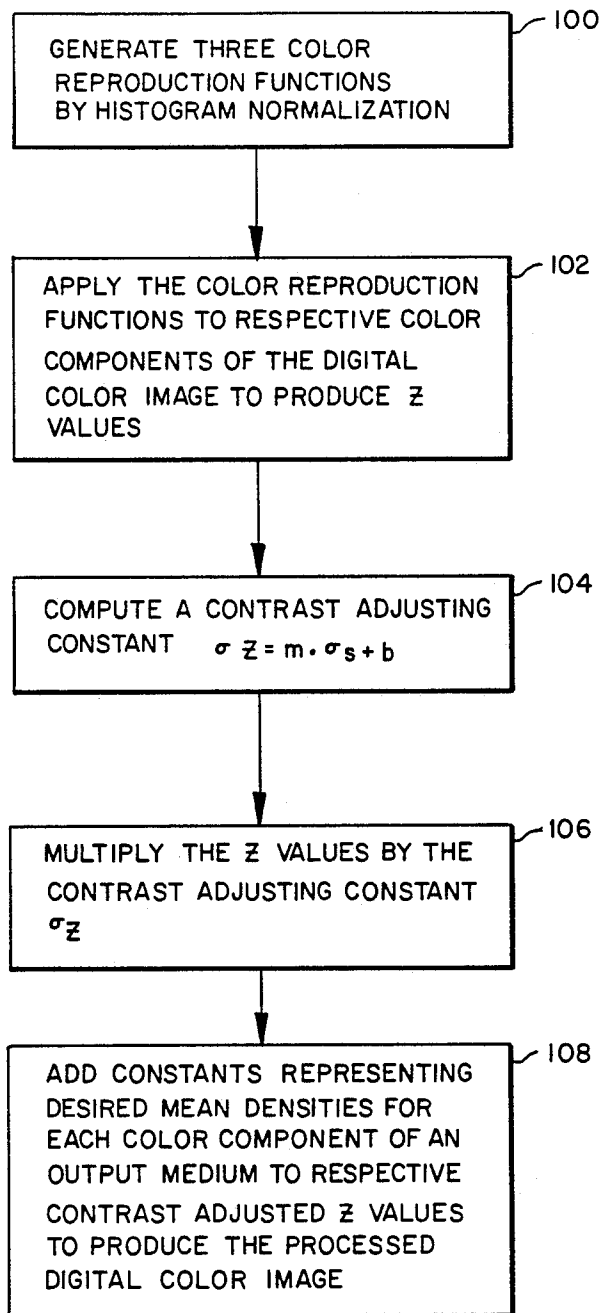 GENERATE THREE COLOR
REPRODUCTION FUNCTIONS
BY HISTOGRAM NORMALIZATION
100
APPLY THE COLOR REPRODUCTION
FUNCTIONS TO RESPECTIVE COLOR
COMPONENTS OF THE DIGITAL
COLOR IMAGE TO PRODUCE Z
VALUES
102
COMPUTE A CONTRAST ADJUSTING
CONSTANT σ Z = m · σs + b
104
MULTIPLY THE Z VALUES BY THE
CONTRAST ADJUSTING CONSTANT
σZ
106
ADD CONSTANTS REPRESENTING
DESIRED MEAN DENSITIES FOR
EACH COLOR COMPONENT OF AN
OUTPUT MEDIUM TO RESPECTIVE
CONTRAST ADJUSTED Z VALUES
TO PRODUCE THE PROCESSED
DIGITAL COLOR IMAGE
108